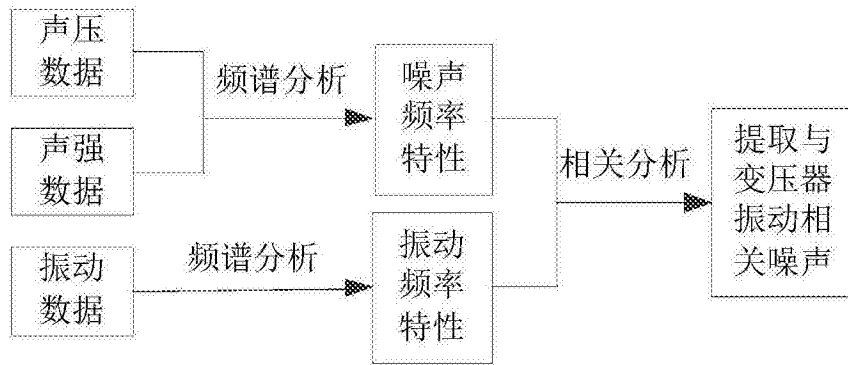 声压
数据
声强
数据
振动
数据
频谱分析
频谱分析
噪声
频率
特性
振动
频率
特性
相关分析
提取与
变压器
振动相
关噪声